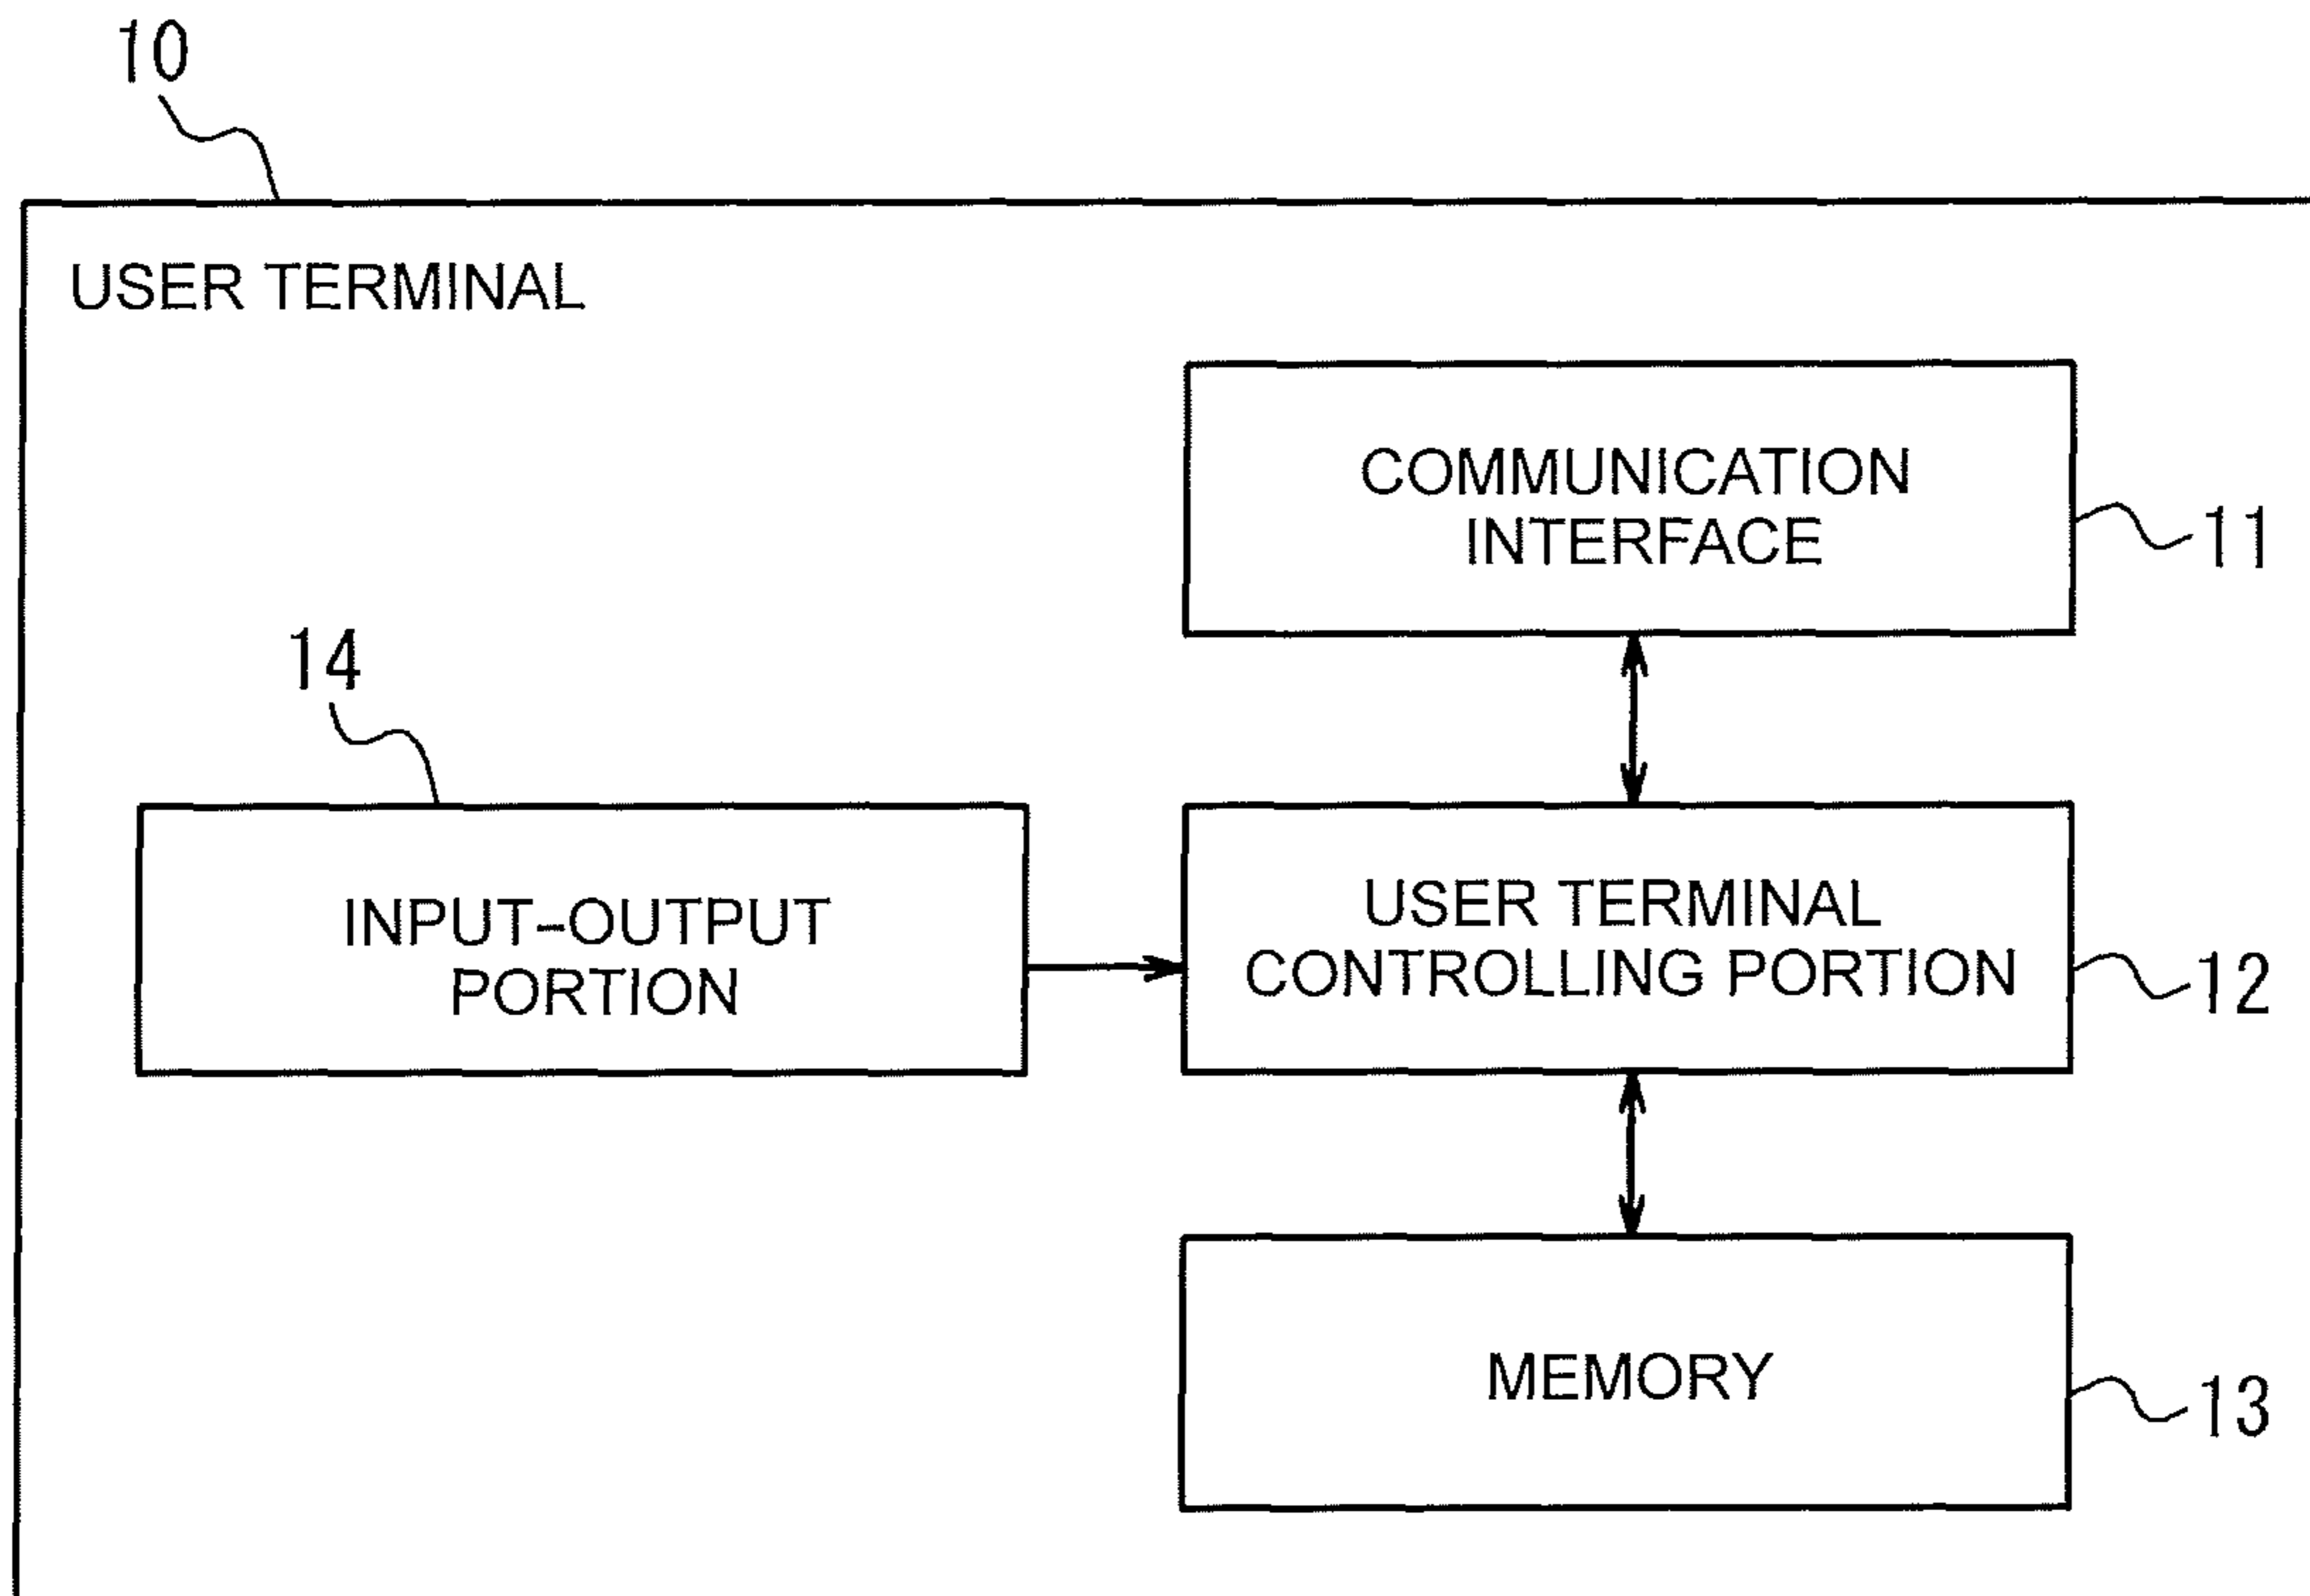 10
USER TERMINAL
COMMUNICATION
INTERFACE
11
14
INPUT-OUTPUT
PORTION
USER TERMINAL
CONTROLLING PORTION
12
MEMORY
13